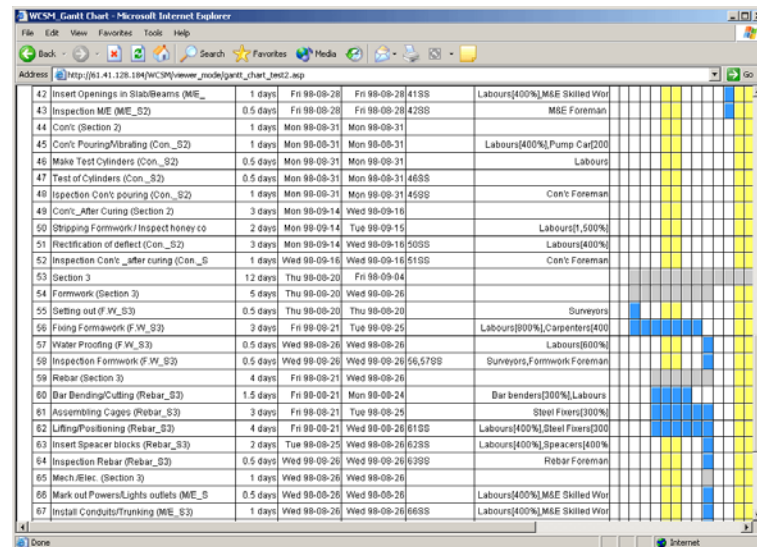 WCSM_Gantt Chart - Microsoft Internet Explorer
File Edit View Favorites Tools Help
Back Search Favorites Media
Address http://61.41.128.184/WCSM/viewer_mode/gantt_chart_test2.asp Go
42 Insert Openings in Slab/Beams (M/E_ 1 days Fri 98-08-28 Fri 98-08-28 41SS Labours[400%],M&E Skilled Wor
43 Inspection M/E (M/E_S2) 0.5 days Fri 98-08-28 Fri 98-08-28 42SS M&E Foreman
44 Con'c (Section 2) 1 days Mon 98-08-31 Mon 98-08-31
45 Con'c Pouring/Vibrating (Con._S2) 1 days Mon 98-08-31 Mon 98-08-31 Labours[400%],Pump Car[200
46 Make Test Cylinders (Con._S2) 0.5 days Mon 98-08-31 Mon 98-08-31 Labours
47 Test of Cylinders (Con._S2) 0.5 days Mon 98-08-31 Mon 98-08-31 46SS
48 Ispection Con'c pouring (Con._S2) 1 days Mon 98-08-31 Mon 98-08-31 45SS Con'c Foreman
49 Con'c_After Curing (Section 2) 3 days Mon 98-09-14 Wed 98-09-16
50 Stripping Formwork / Inspect honey co 2 days Mon 98-09-14 Tue 98-09-15 Labours[1,500%]
51 Rectification of deflect (Con._S2) 3 days Mon 98-09-14 Wed 98-09-16 50SS Labours[400%]
52 Inspection Con'c _after curing (Con._S 1 days Wed 98-09-16 Wed 98-09-16 51SS Con'c Foreman
53 Section 3 12 days Thu 98-08-20 Fri 98-09-04
54 Formwork (Section 3) 5 days Thu 98-08-20 Wed 98-08-26
55 Setting out (F.W_S3) 0.5 days Thu 98-08-20 Thu 98-08-20 Surveyors
56 Fixing Formawork (F.W_S3) 3 days Fri 98-08-21 Tue 98-08-25 Labours[800%],Carpenters[400
57 Water Proofing (F.W_S3) 0.5 days Wed 98-08-26 Wed 98-08-26 Labours[600%]
58 Inspection Formwork (F.W_S3) 0.5 days Wed 98-08-26 Wed 98-08-26 56,57SS Surveyors,Formwork Foreman
59 Rebar (Section 3) 4 days Fri 98-08-21 Wed 98-08-26
60 Bar Bending/Cutting (Rebar_S3) 1.5 days Fri 98-08-21 Mon 98-08-24 Bar benders[300%],Labours
61 Assembling Cages (Rebar_S3) 3 days Fri 98-08-21 Tue 98-08-25 Steel Fixers[300%]
62 Lifting/Positioning (Rebar_S3) 4 days Fri 98-08-21 Wed 98-08-26 61SS Labours[400%],Steel Fixers[300
63 Insert Speacer blocks (Rebar_S3) 2 days Tue 98-08-25 Wed 98-08-26 62SS Labours[400%],Speacers[400%
64 Inspection Rebar (Rebar_S3) 0.5 days Wed 98-08-26 Wed 98-08-26 63SS Rebar Foreman
65 Mech./Elec. (Section 3) 1 days Wed 98-08-26 Wed 98-08-26
66 Mark out Powers/Lights outlets (M/E_S 0.5 days Wed 98-08-26 Wed 98-08-26 Labours[400%],M&E Skilled Wor
67 Install Conduits/Trunking (M/E_S3) 1 days Wed 98-08-26 Wed 98-08-26 66SS Labours[400%],M&E Skilled Wor
Done Internet